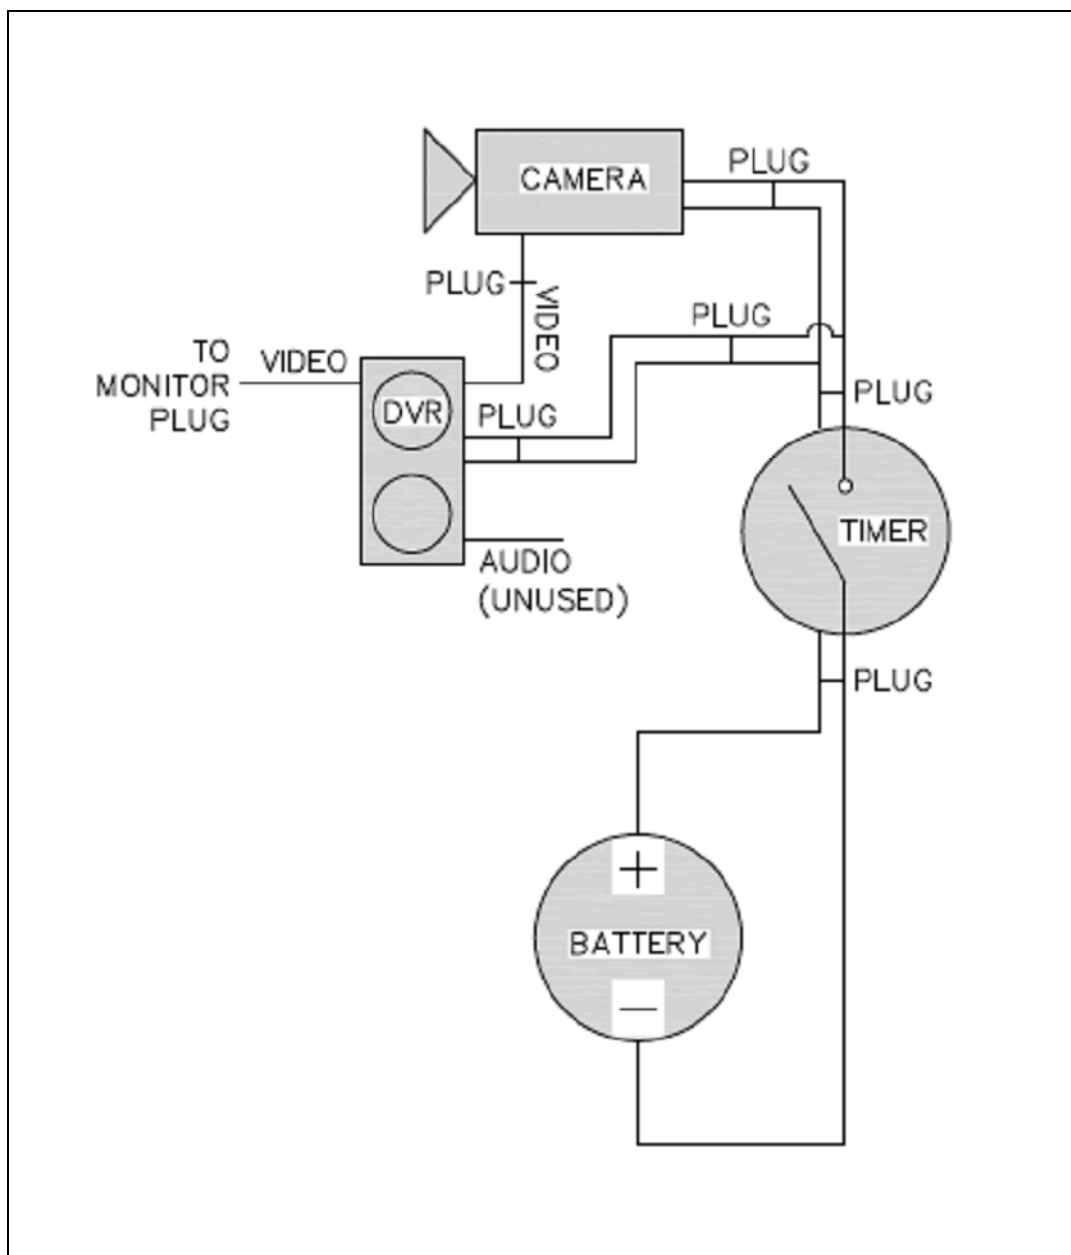 PLUG
CAMERA
PLUG
VIDEO
PLUG
TO
MONITOR
PLUG
VIDEO
DVR
PLUG
PLUG
TIMER
AUDIO
(UNUSED)
PLUG
+
BATTERY
−